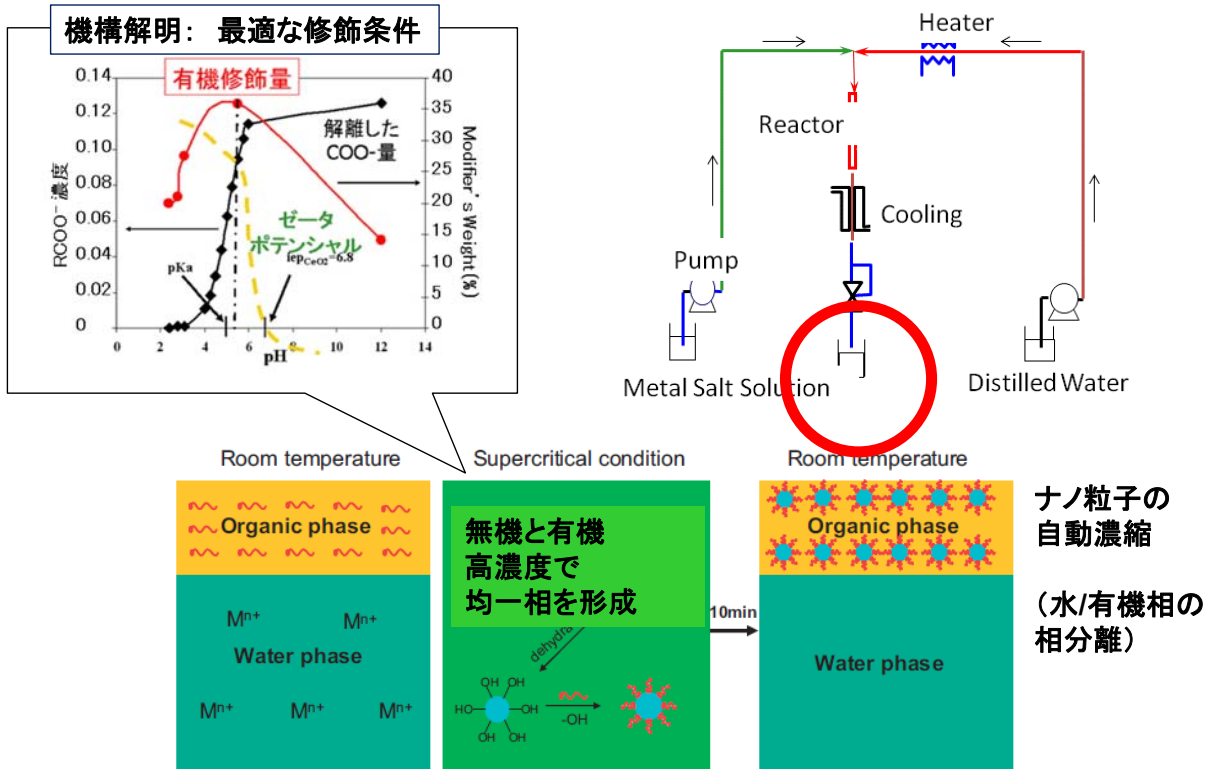 機構解明： 最適な修飾条件
有機修飾量
解離した
COO-量
ゼータ
ポテンシャル
iepCeO2=6.8
pKa
RCOO⁻ 濃度
0.14
0.12
0.10
0.08
0.06
0.04
0.02
0
Modifier's Weight(%)
40
35
30
25
20
15
10
5
0
0 2 4 6 8 10 12 14
pH
Heater
Reactor
Cooling
Pump
Metal Salt Solution
Distilled Water
Room temperature
Organic phase
Mn+ Mn+
Water phase
Mn+ Mn+ Mn+
Supercritical condition
無機と有機
高濃度で
均一相を形成
OH OH
HO OH
OH OH
-OH
10min
Room temperature
Organic phase
Water phase
ナノ粒子の
自動濃縮
（水/有機相の
相分離）